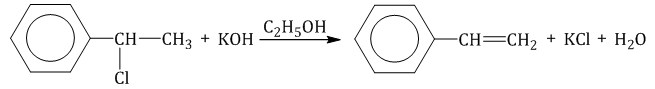 C₂H₅OH
CH—CH₃ + KOH → CH=CH₂ + KCl + H₂O
Cl